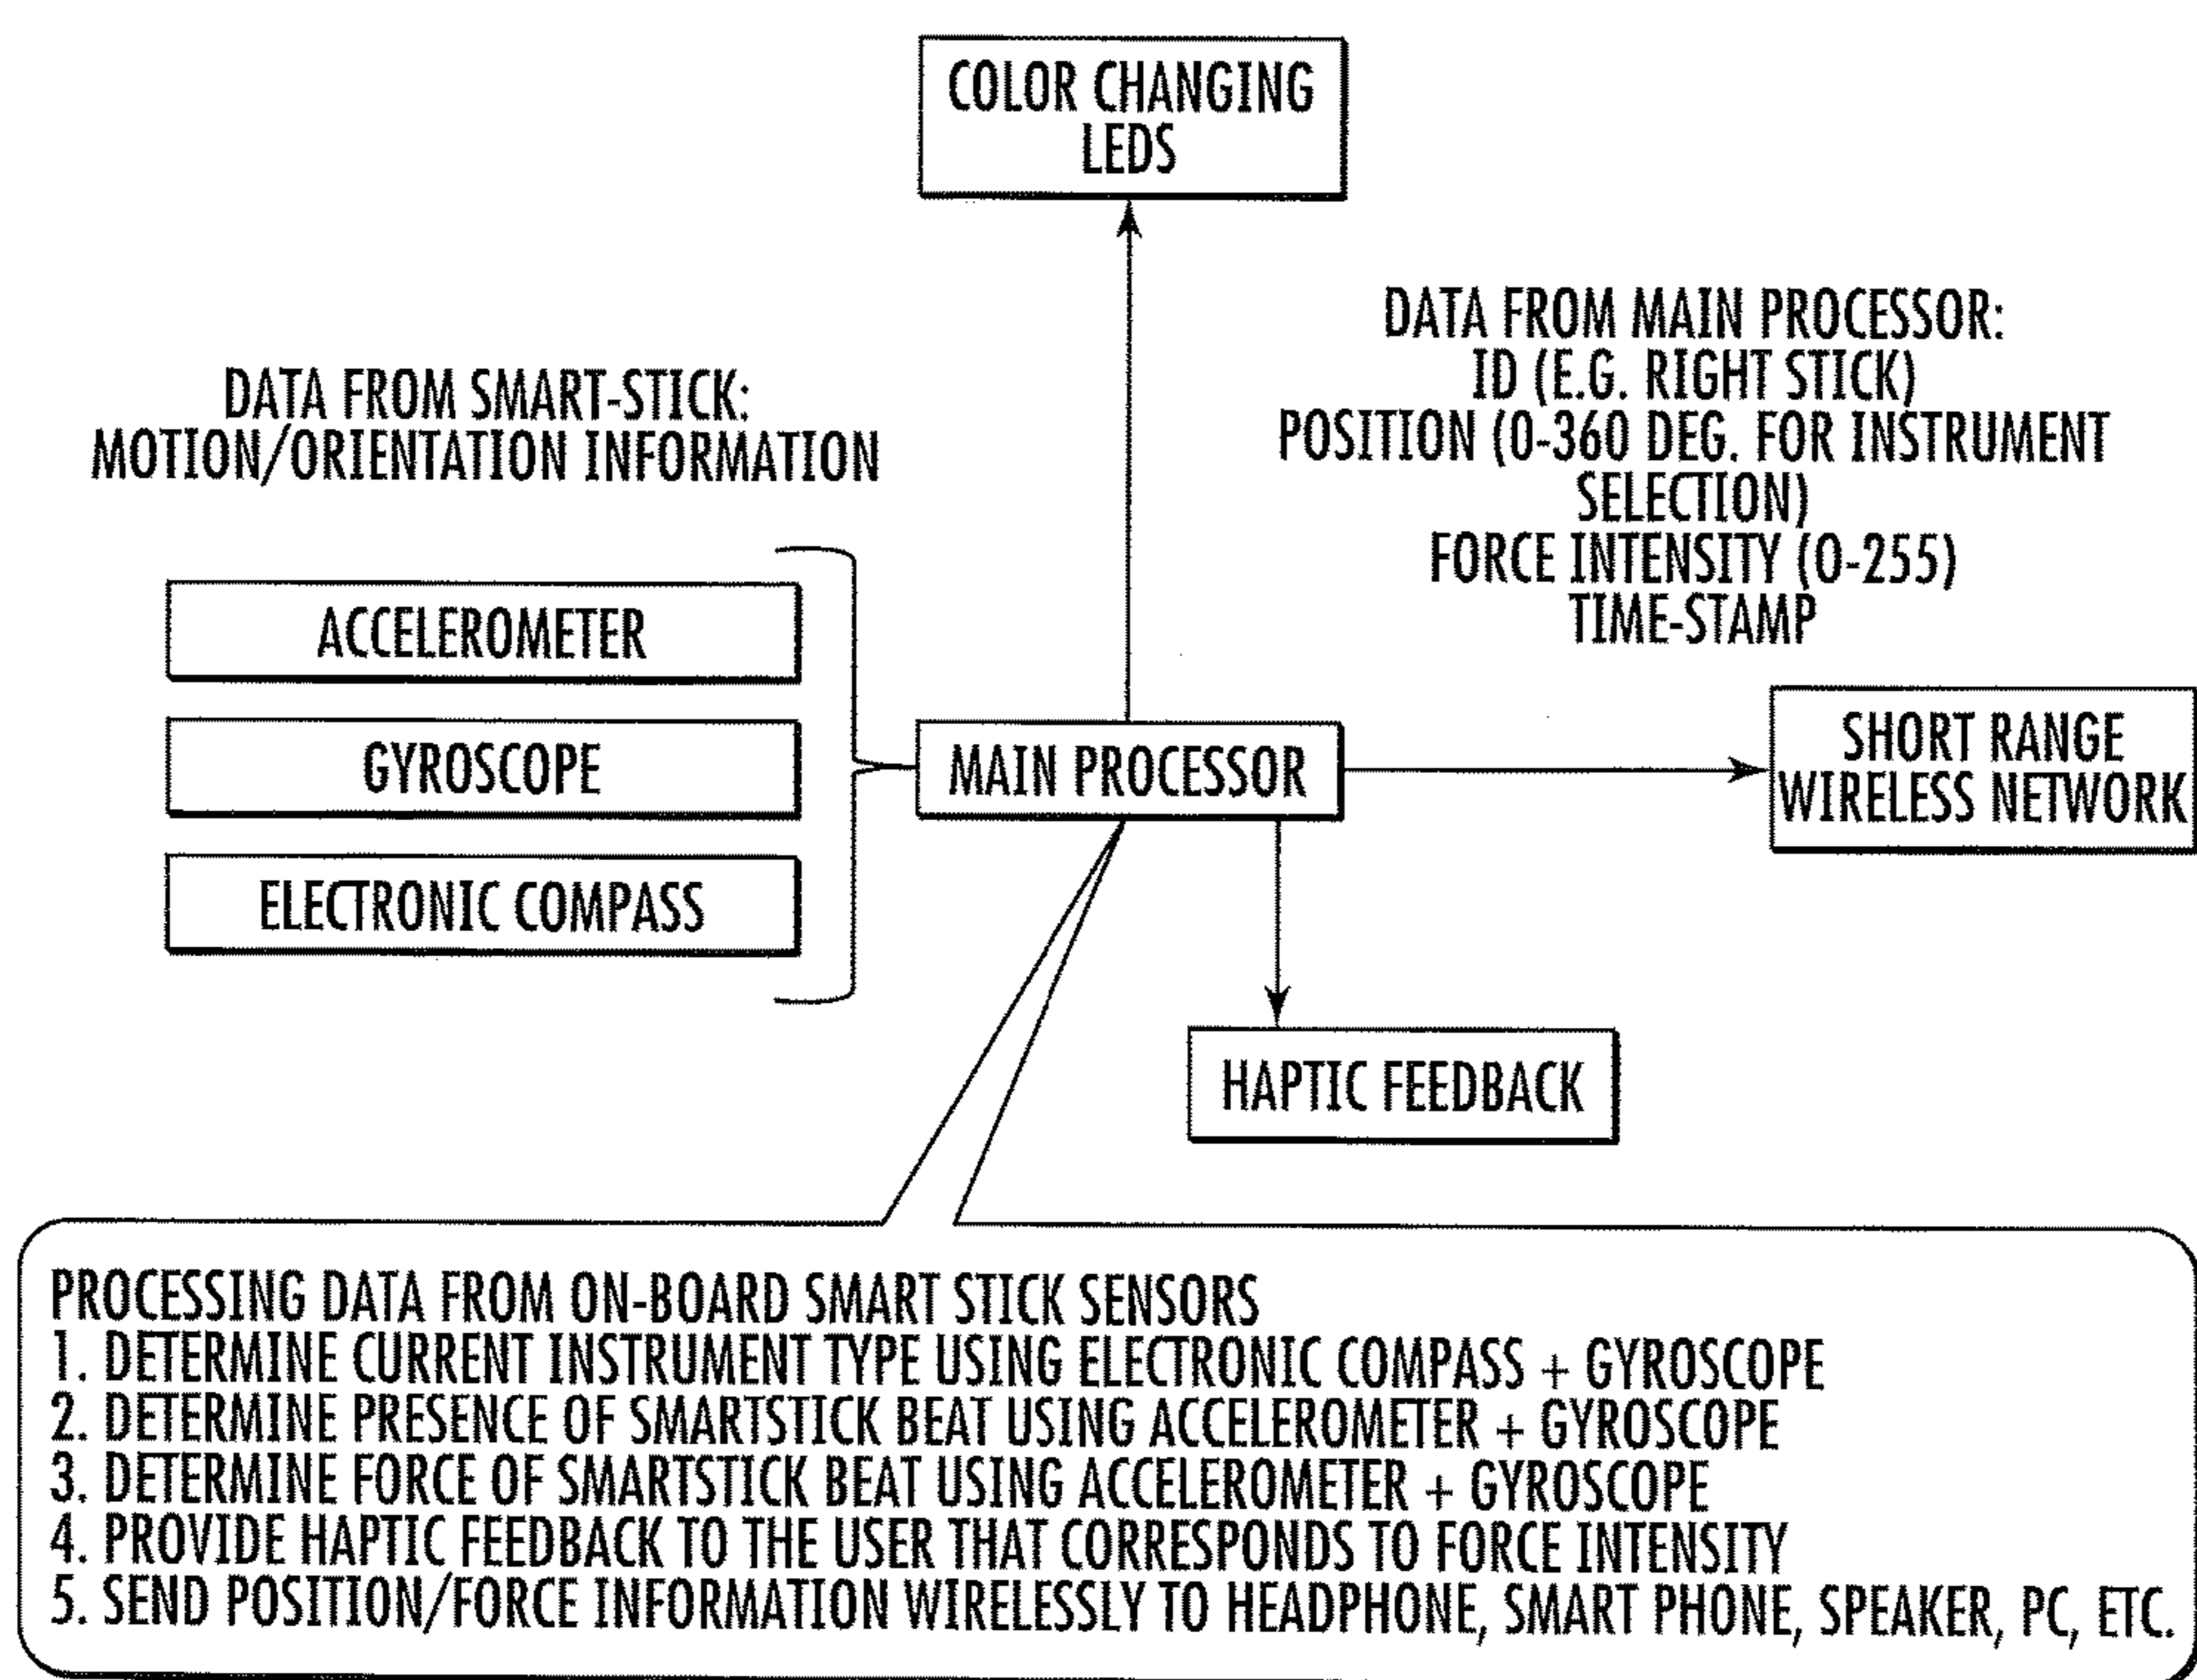 COLOR CHANGING
LEDS
DATA FROM SMART-STICK:
MOTION/ORIENTATION INFORMATION
DATA FROM MAIN PROCESSOR:
ID (E.G. RIGHT STICK)
POSITION (0-360 DEG. FOR INSTRUMENT
SELECTION)
FORCE INTENSITY (0-255)
TIME-STAMP
ACCELEROMETER
GYROSCOPE
ELECTRONIC COMPASS
MAIN PROCESSOR
SHORT RANGE
WIRELESS NETWORK
HAPTIC FEEDBACK
PROCESSING DATA FROM ON-BOARD SMART STICK SENSORS
1. DETERMINE CURRENT INSTRUMENT TYPE USING ELECTRONIC COMPASS + GYROSCOPE
2. DETERMINE PRESENCE OF SMARTSTICK BEAT USING ACCELEROMETER + GYROSCOPE
3. DETERMINE FORCE OF SMARTSTICK BEAT USING ACCELEROMETER + GYROSCOPE
4. PROVIDE HAPTIC FEEDBACK TO THE USER THAT CORRESPONDS TO FORCE INTENSITY
5. SEND POSITION/FORCE INFORMATION WIRELESSLY TO HEADPHONE, SMART PHONE, SPEAKER, PC, ETC.